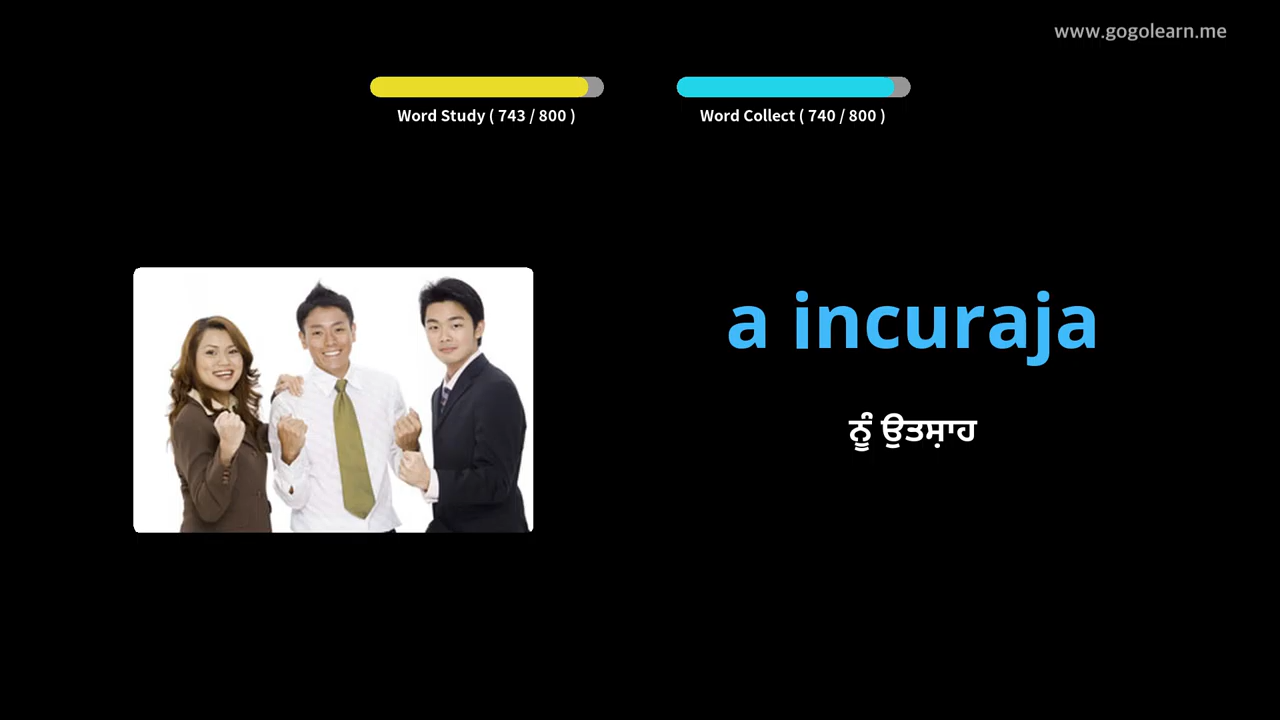 www.gogolearn.me
Word Study ( 743 / 800 )
Word Collect ( 740 / 800 )
a incuraja
ਨੂੰ ਉਤਸ਼ਾਹ